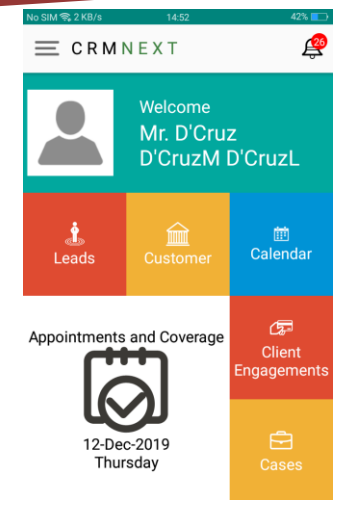 No SIM 2 KB/s 14:52 42%
CRMNEXT
26
Welcome
Mr. D'Cruz
D'CruzM D'CruzL
Leads
Customer
Calendar
Appointments and Coverage
12-Dec-2019
Thursday
Client
Engagements
Cases